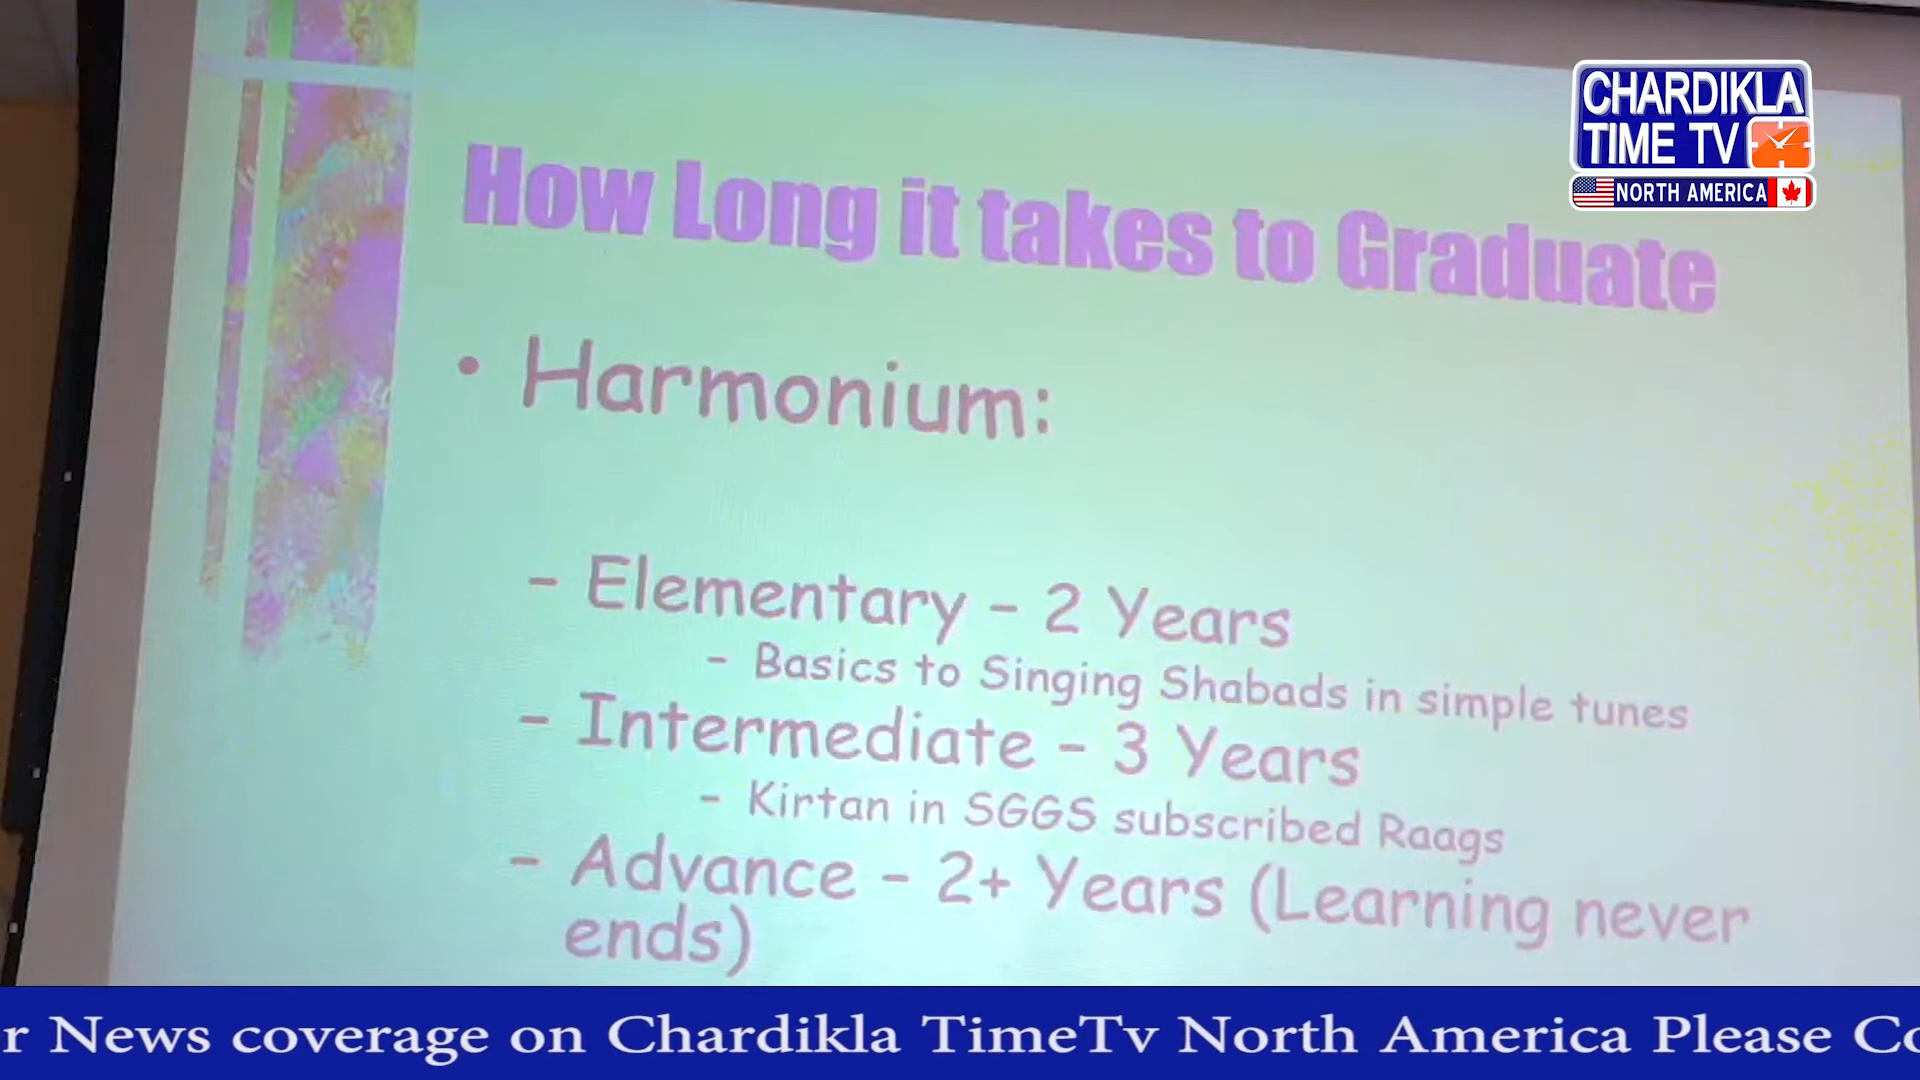 CHARDIKLA
TIME TV
NORTH AMERICA
How Long it takes to Graduate
• Harmonium:
– Elementary – 2 Years
– Basics to Singing Shabads in simple tunes
– Intermediate – 3 Years
– Kirtan in SGGS subscribed Raags
– Advance – 2+ Years (Learning never
ends)
r News coverage on Chardikla TimeTv North America Please Co